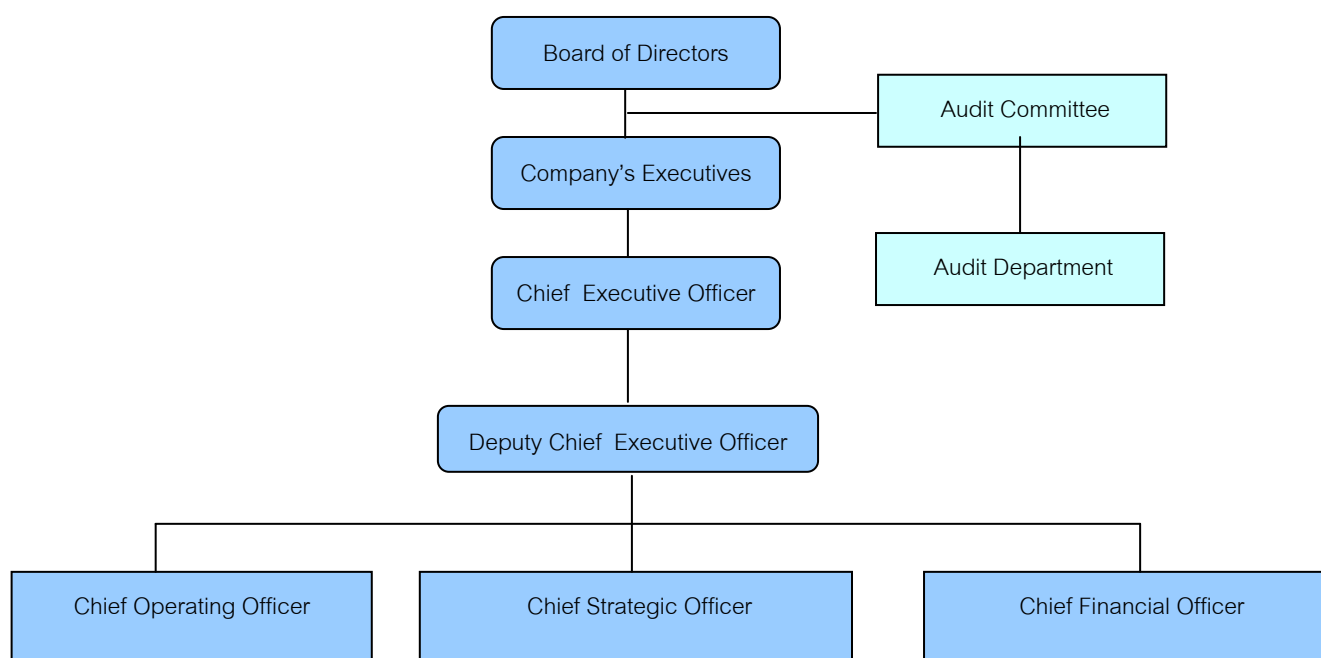 Board of Directors
Audit Committee
Company’s Executives
Audit Department
Chief  Executive Officer
Deputy Chief  Executive Officer
Chief Operating Officer
Chief Strategic Officer
Chief Financial Officer